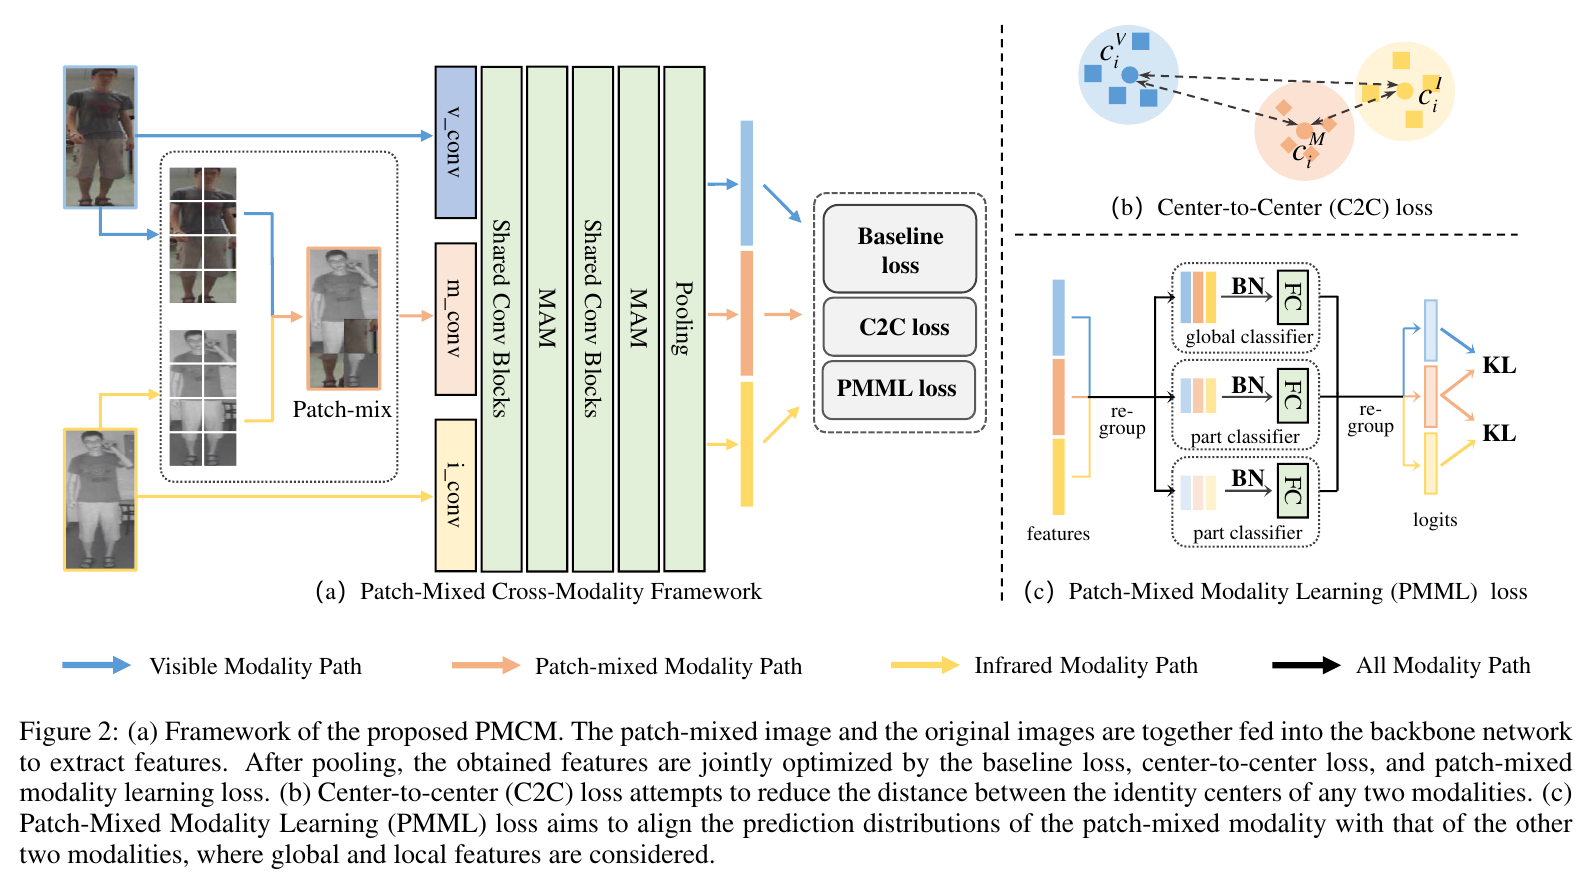 Patch-mix
v_conv
m_conv
i_conv
Shared Conv Blocks
MAM
Shared Conv Blocks
MAM
Pooling
Baseline
loss
C2C loss
PMML loss
(a) Patch-Mixed Cross-Modality Framework
c_i^V
c_i^M
c_i^I
(b) Center-to-Center (C2C) loss
features
re-
group
BN
FC
global classifier
BN
FC
part classifier
BN
FC
part classifier
re-
group
logits
KL
KL
(c) Patch-Mixed Modality Learning (PMML) loss
Visible Modality Path
Patch-mixed Modality Path
Infrared Modality Path
All Modality Path
Figure 2: (a) Framework of the proposed PMCM. The patch-mixed image and the original images are together fed into the backbone network
to extract features. After pooling, the obtained features are jointly optimized by the baseline loss, center-to-center loss, and patch-mixed
modality learning loss. (b) Center-to-center (C2C) loss attempts to reduce the distance between the identity centers of any two modalities. (c)
Patch-Mixed Modality Learning (PMML) loss aims to align the prediction distributions of the patch-mixed modality with that of the other
two modalities, where global and local features are considered.